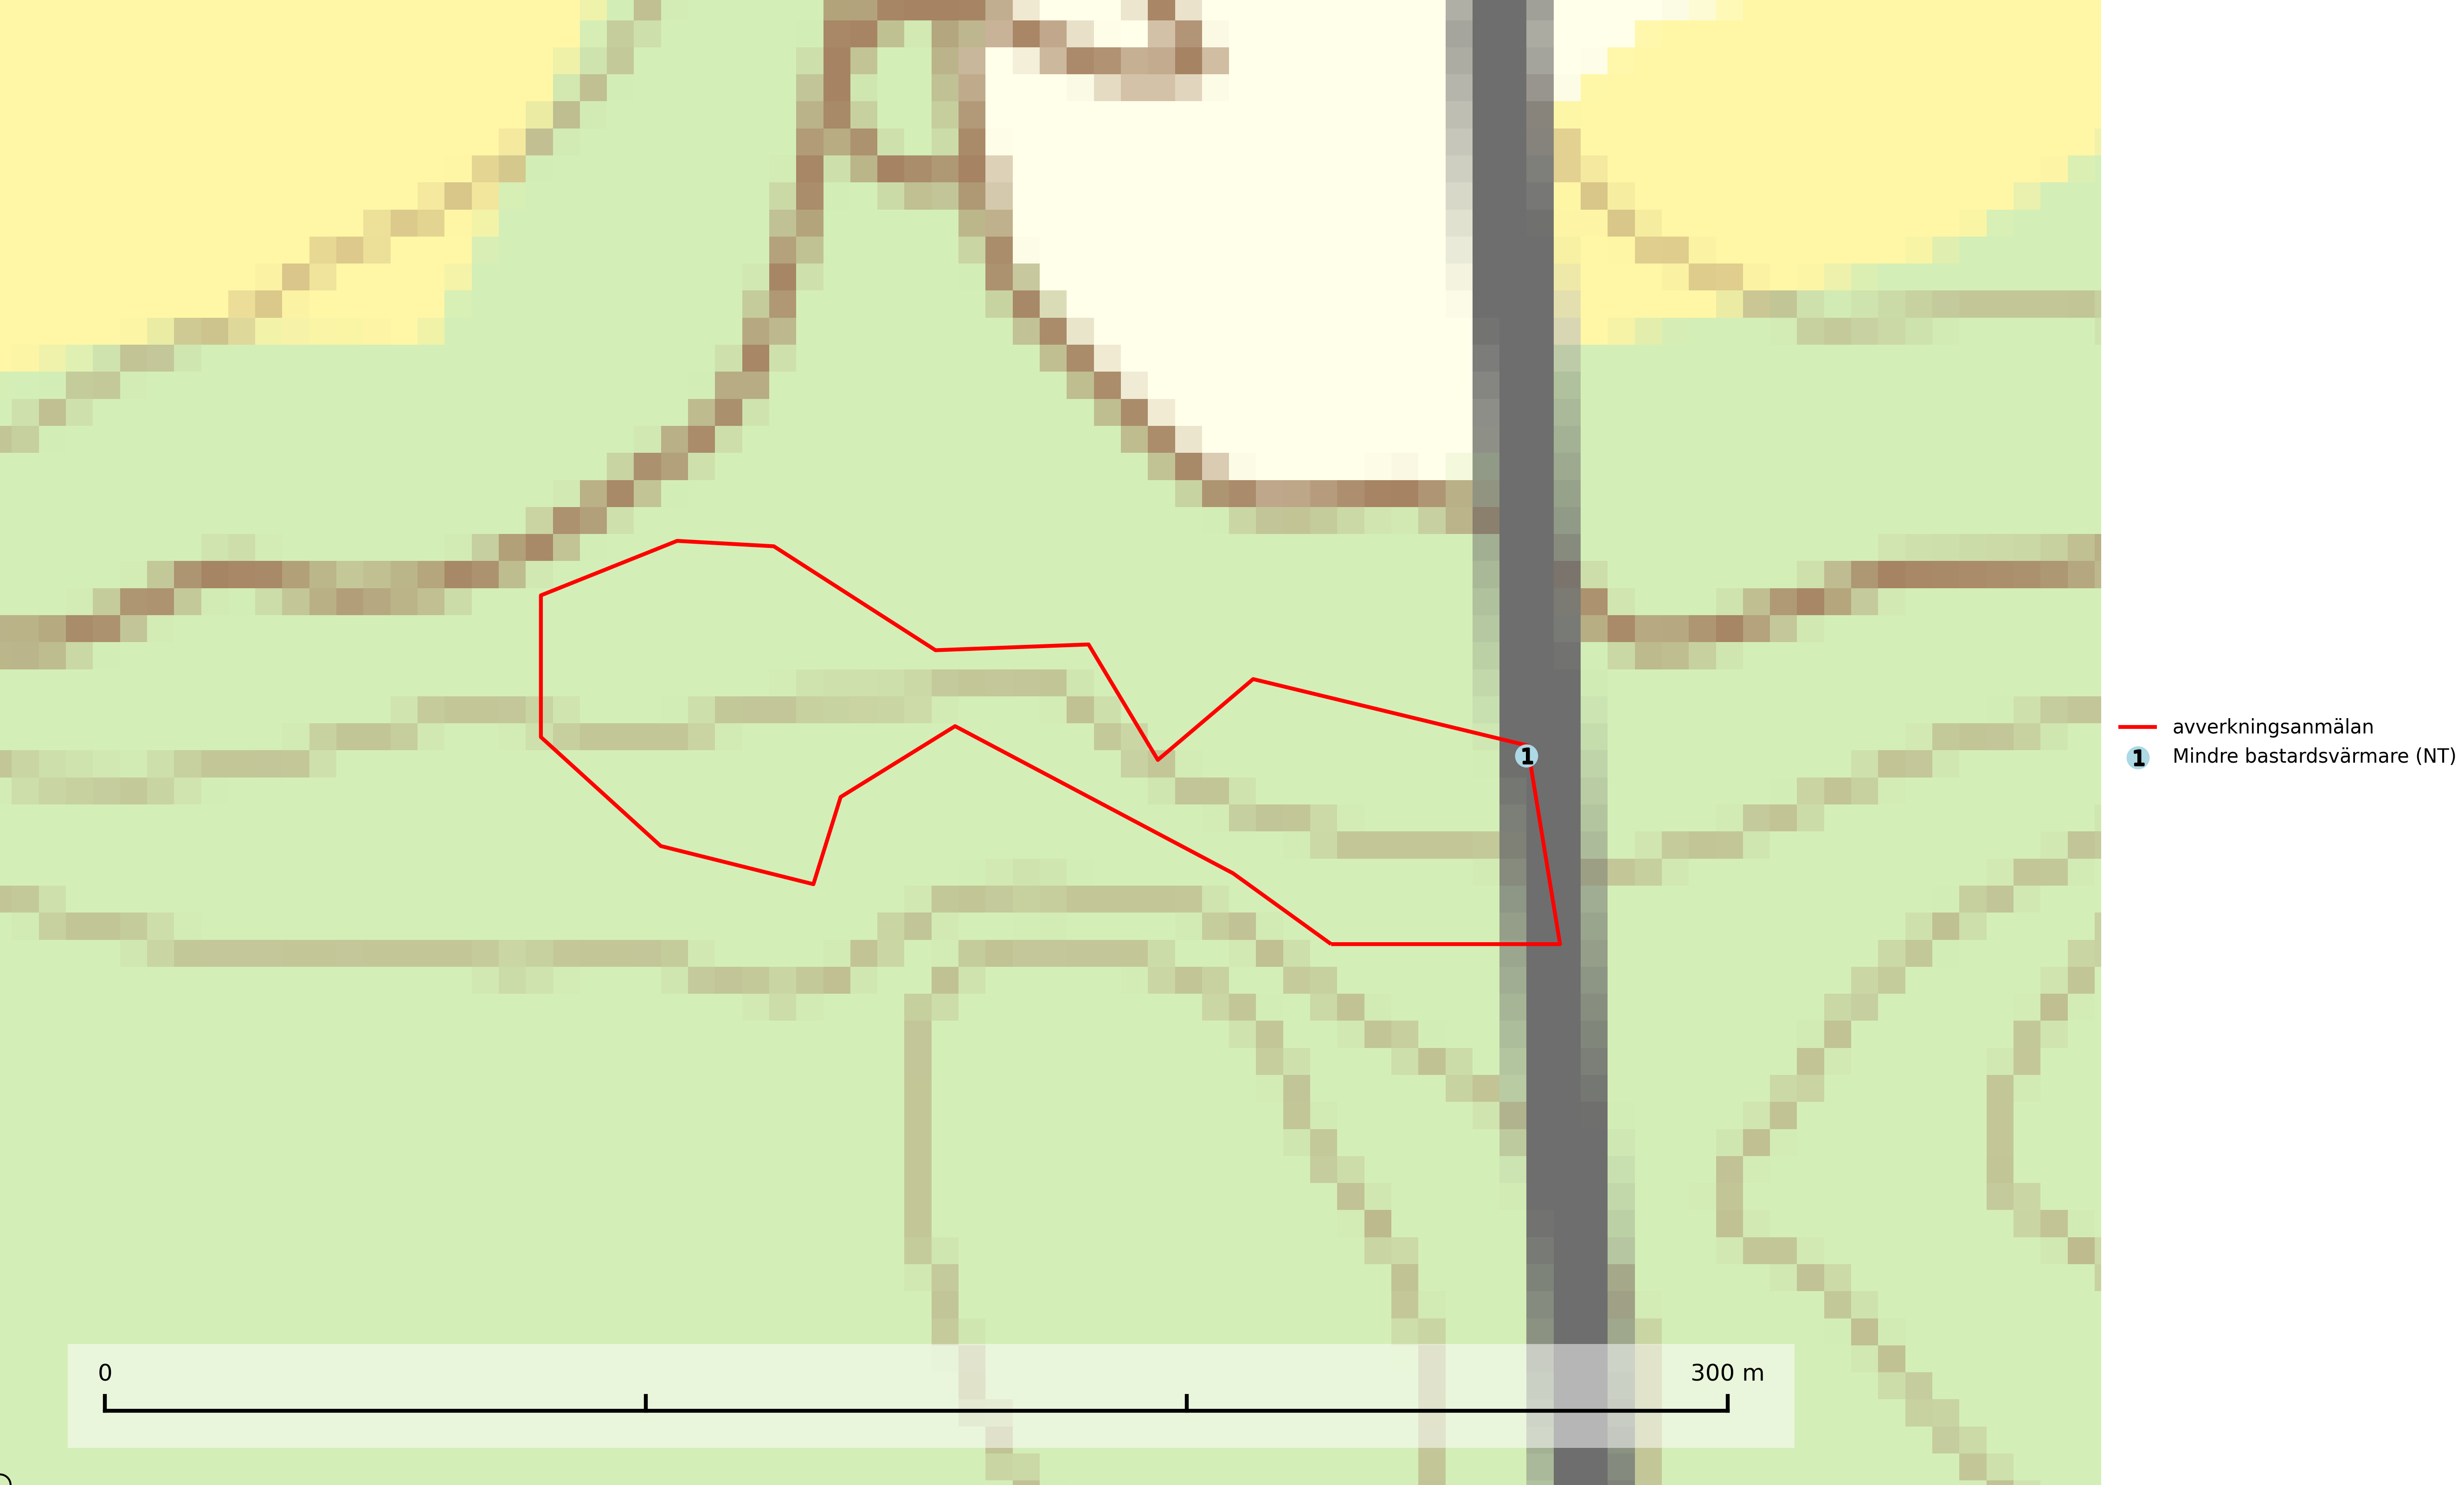 1
avverkningsanmälan
1 Mindre bastardsvärmare (NT)
0 300 m